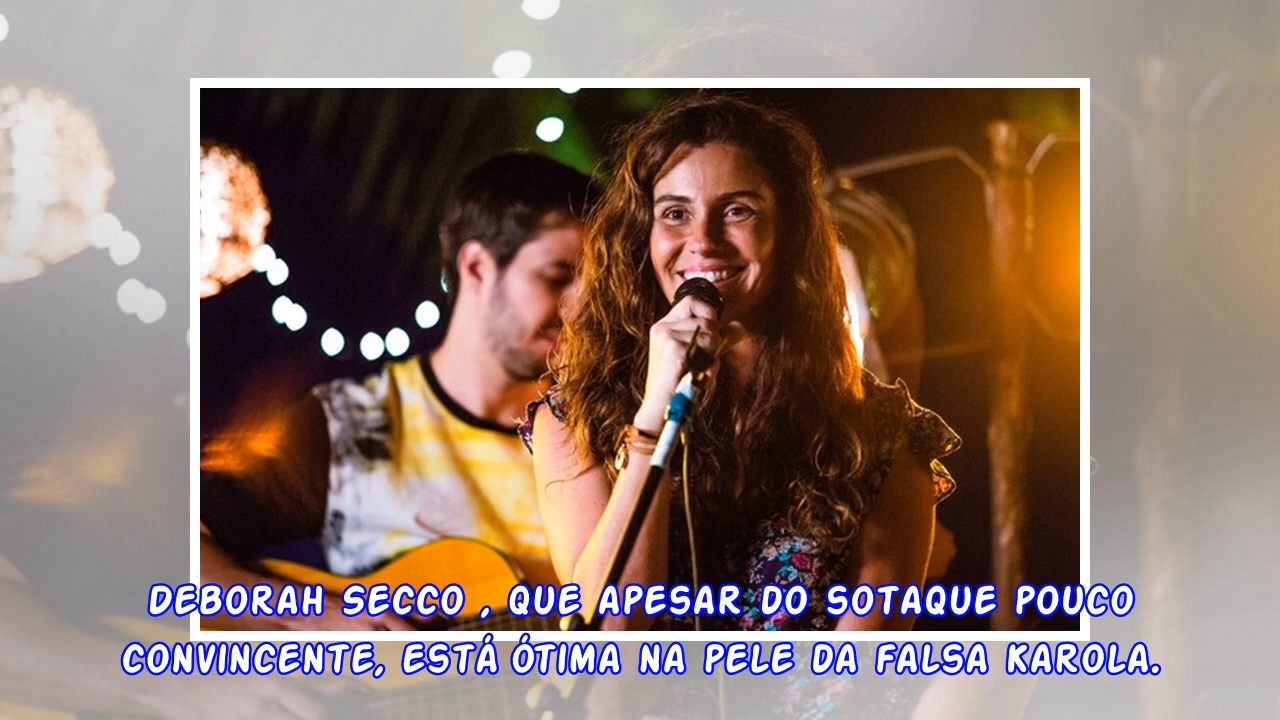 DEBORAH SECCO , QUE APESAR DO SOTAQUE POUCO
CONVINCENTE, ESTÁ ÓTIMA NA PELE DA FALSA KAROLA.